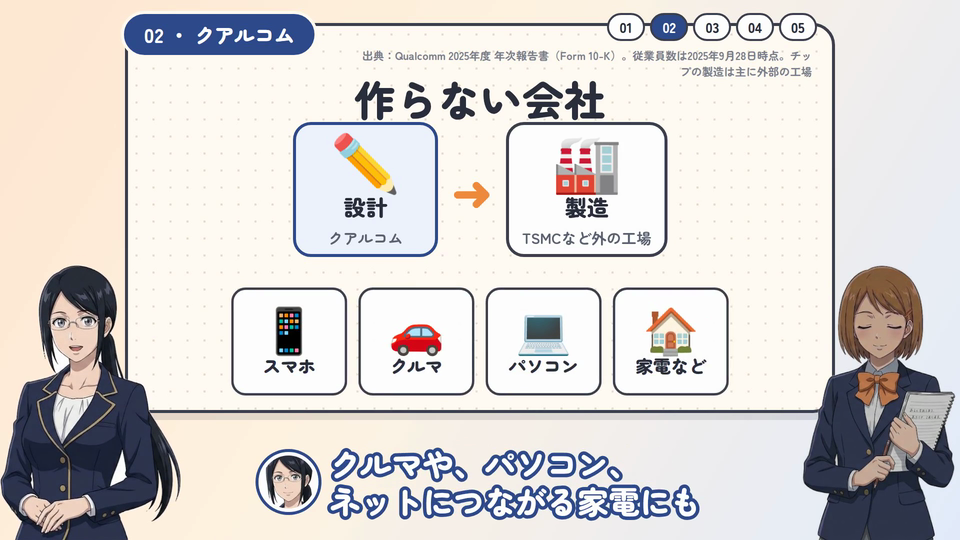 02 ・ クアルコム
01 02 03 04 05
出典：Qualcomm 2025年度 年次報告書（Form 10-K）。従業員数は2025年9月28日時点。チッ
プの製造は主に外部の工場
作らない会社
設計
クアルコム
製造
TSMCなど外の工場
スマホ
クルマ
パソコン
家電など
クルマや、パソコン、
ネットにつながる家電にも